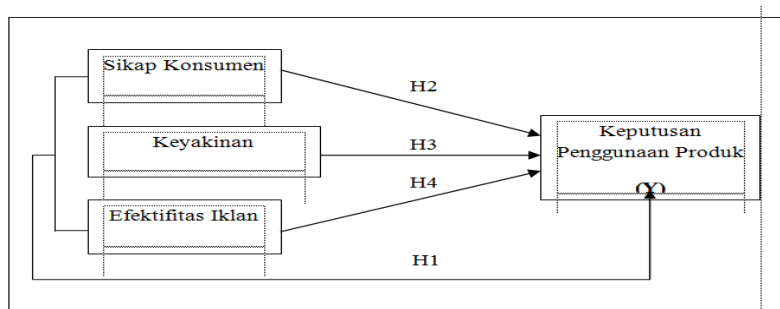 Sikap Konsumen
H2
Keyakinan
H3
Keputusan
Penggunaan Produk
(Y)
H4
Efektifitas Iklan
H1